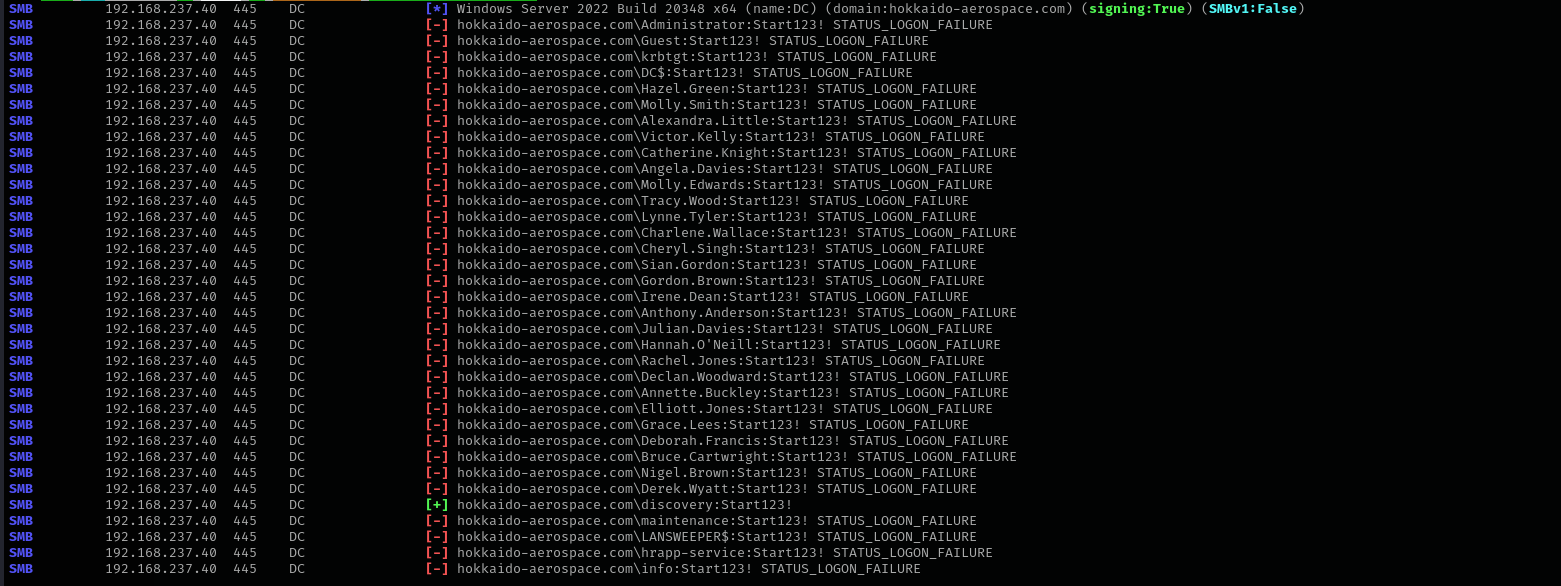 SMB 192.168.237.40 445 DC [*] Windows Server 2022 Build 20348 x64 (name:DC) (domain:hokkaido-aerospace.com) (signing:True) (SMBv1:False)
SMB 192.168.237.40 445 DC [-] hokkaido-aerospace.com\Administrator:Start123! STATUS_LOGON_FAILURE
SMB 192.168.237.40 445 DC [-] hokkaido-aerospace.com\Guest:Start123! STATUS_LOGON_FAILURE
SMB 192.168.237.40 445 DC [-] hokkaido-aerospace.com\krbtgt:Start123! STATUS_LOGON_FAILURE
SMB 192.168.237.40 445 DC [-] hokkaido-aerospace.com\DC$:Start123! STATUS_LOGON_FAILURE
SMB 192.168.237.40 445 DC [-] hokkaido-aerospace.com\Hazel.Green:Start123! STATUS_LOGON_FAILURE
SMB 192.168.237.40 445 DC [-] hokkaido-aerospace.com\Molly.Smith:Start123! STATUS_LOGON_FAILURE
SMB 192.168.237.40 445 DC [-] hokkaido-aerospace.com\Alexandra.Little:Start123! STATUS_LOGON_FAILURE
SMB 192.168.237.40 445 DC [-] hokkaido-aerospace.com\Victor.Kelly:Start123! STATUS_LOGON_FAILURE
SMB 192.168.237.40 445 DC [-] hokkaido-aerospace.com\Catherine.Knight:Start123! STATUS_LOGON_FAILURE
SMB 192.168.237.40 445 DC [-] hokkaido-aerospace.com\Angela.Davies:Start123! STATUS_LOGON_FAILURE
SMB 192.168.237.40 445 DC [-] hokkaido-aerospace.com\Molly.Edwards:Start123! STATUS_LOGON_FAILURE
SMB 192.168.237.40 445 DC [-] hokkaido-aerospace.com\Tracy.Wood:Start123! STATUS_LOGON_FAILURE
SMB 192.168.237.40 445 DC [-] hokkaido-aerospace.com\Lynne.Tyler:Start123! STATUS_LOGON_FAILURE
SMB 192.168.237.40 445 DC [-] hokkaido-aerospace.com\Charlene.Wallace:Start123! STATUS_LOGON_FAILURE
SMB 192.168.237.40 445 DC [-] hokkaido-aerospace.com\Cheryl.Singh:Start123! STATUS_LOGON_FAILURE
SMB 192.168.237.40 445 DC [-] hokkaido-aerospace.com\Sian.Gordon:Start123! STATUS_LOGON_FAILURE
SMB 192.168.237.40 445 DC [-] hokkaido-aerospace.com\Gordon.Brown:Start123! STATUS_LOGON_FAILURE
SMB 192.168.237.40 445 DC [-] hokkaido-aerospace.com\Irene.Dean:Start123! STATUS_LOGON_FAILURE
SMB 192.168.237.40 445 DC [-] hokkaido-aerospace.com\Anthony.Anderson:Start123! STATUS_LOGON_FAILURE
SMB 192.168.237.40 445 DC [-] hokkaido-aerospace.com\Julian.Davies:Start123! STATUS_LOGON_FAILURE
SMB 192.168.237.40 445 DC [-] hokkaido-aerospace.com\Hannah.O'Neill:Start123! STATUS_LOGON_FAILURE
SMB 192.168.237.40 445 DC [-] hokkaido-aerospace.com\Rachel.Jones:Start123! STATUS_LOGON_FAILURE
SMB 192.168.237.40 445 DC [-] hokkaido-aerospace.com\Declan.Woodward:Start123! STATUS_LOGON_FAILURE
SMB 192.168.237.40 445 DC [-] hokkaido-aerospace.com\Annette.Buckley:Start123! STATUS_LOGON_FAILURE
SMB 192.168.237.40 445 DC [-] hokkaido-aerospace.com\Elliott.Jones:Start123! STATUS_LOGON_FAILURE
SMB 192.168.237.40 445 DC [-] hokkaido-aerospace.com\Grace.Lees:Start123! STATUS_LOGON_FAILURE
SMB 192.168.237.40 445 DC [-] hokkaido-aerospace.com\Deborah.Francis:Start123! STATUS_LOGON_FAILURE
SMB 192.168.237.40 445 DC [-] hokkaido-aerospace.com\Bruce.Cartwright:Start123! STATUS_LOGON_FAILURE
SMB 192.168.237.40 445 DC [-] hokkaido-aerospace.com\Nigel.Brown:Start123! STATUS_LOGON_FAILURE
SMB 192.168.237.40 445 DC [-] hokkaido-aerospace.com\Derek.Wyatt:Start123! STATUS_LOGON_FAILURE
SMB 192.168.237.40 445 DC [+] hokkaido-aerospace.com\discovery:Start123!
SMB 192.168.237.40 445 DC [-] hokkaido-aerospace.com\maintenance:Start123! STATUS_LOGON_FAILURE
SMB 192.168.237.40 445 DC [-] hokkaido-aerospace.com\LANSWEEPER$:Start123! STATUS_LOGON_FAILURE
SMB 192.168.237.40 445 DC [-] hokkaido-aerospace.com\hrapp-service:Start123! STATUS_LOGON_FAILURE
SMB 192.168.237.40 445 DC [-] hokkaido-aerospace.com\info:Start123! STATUS_LOGON_FAILURE